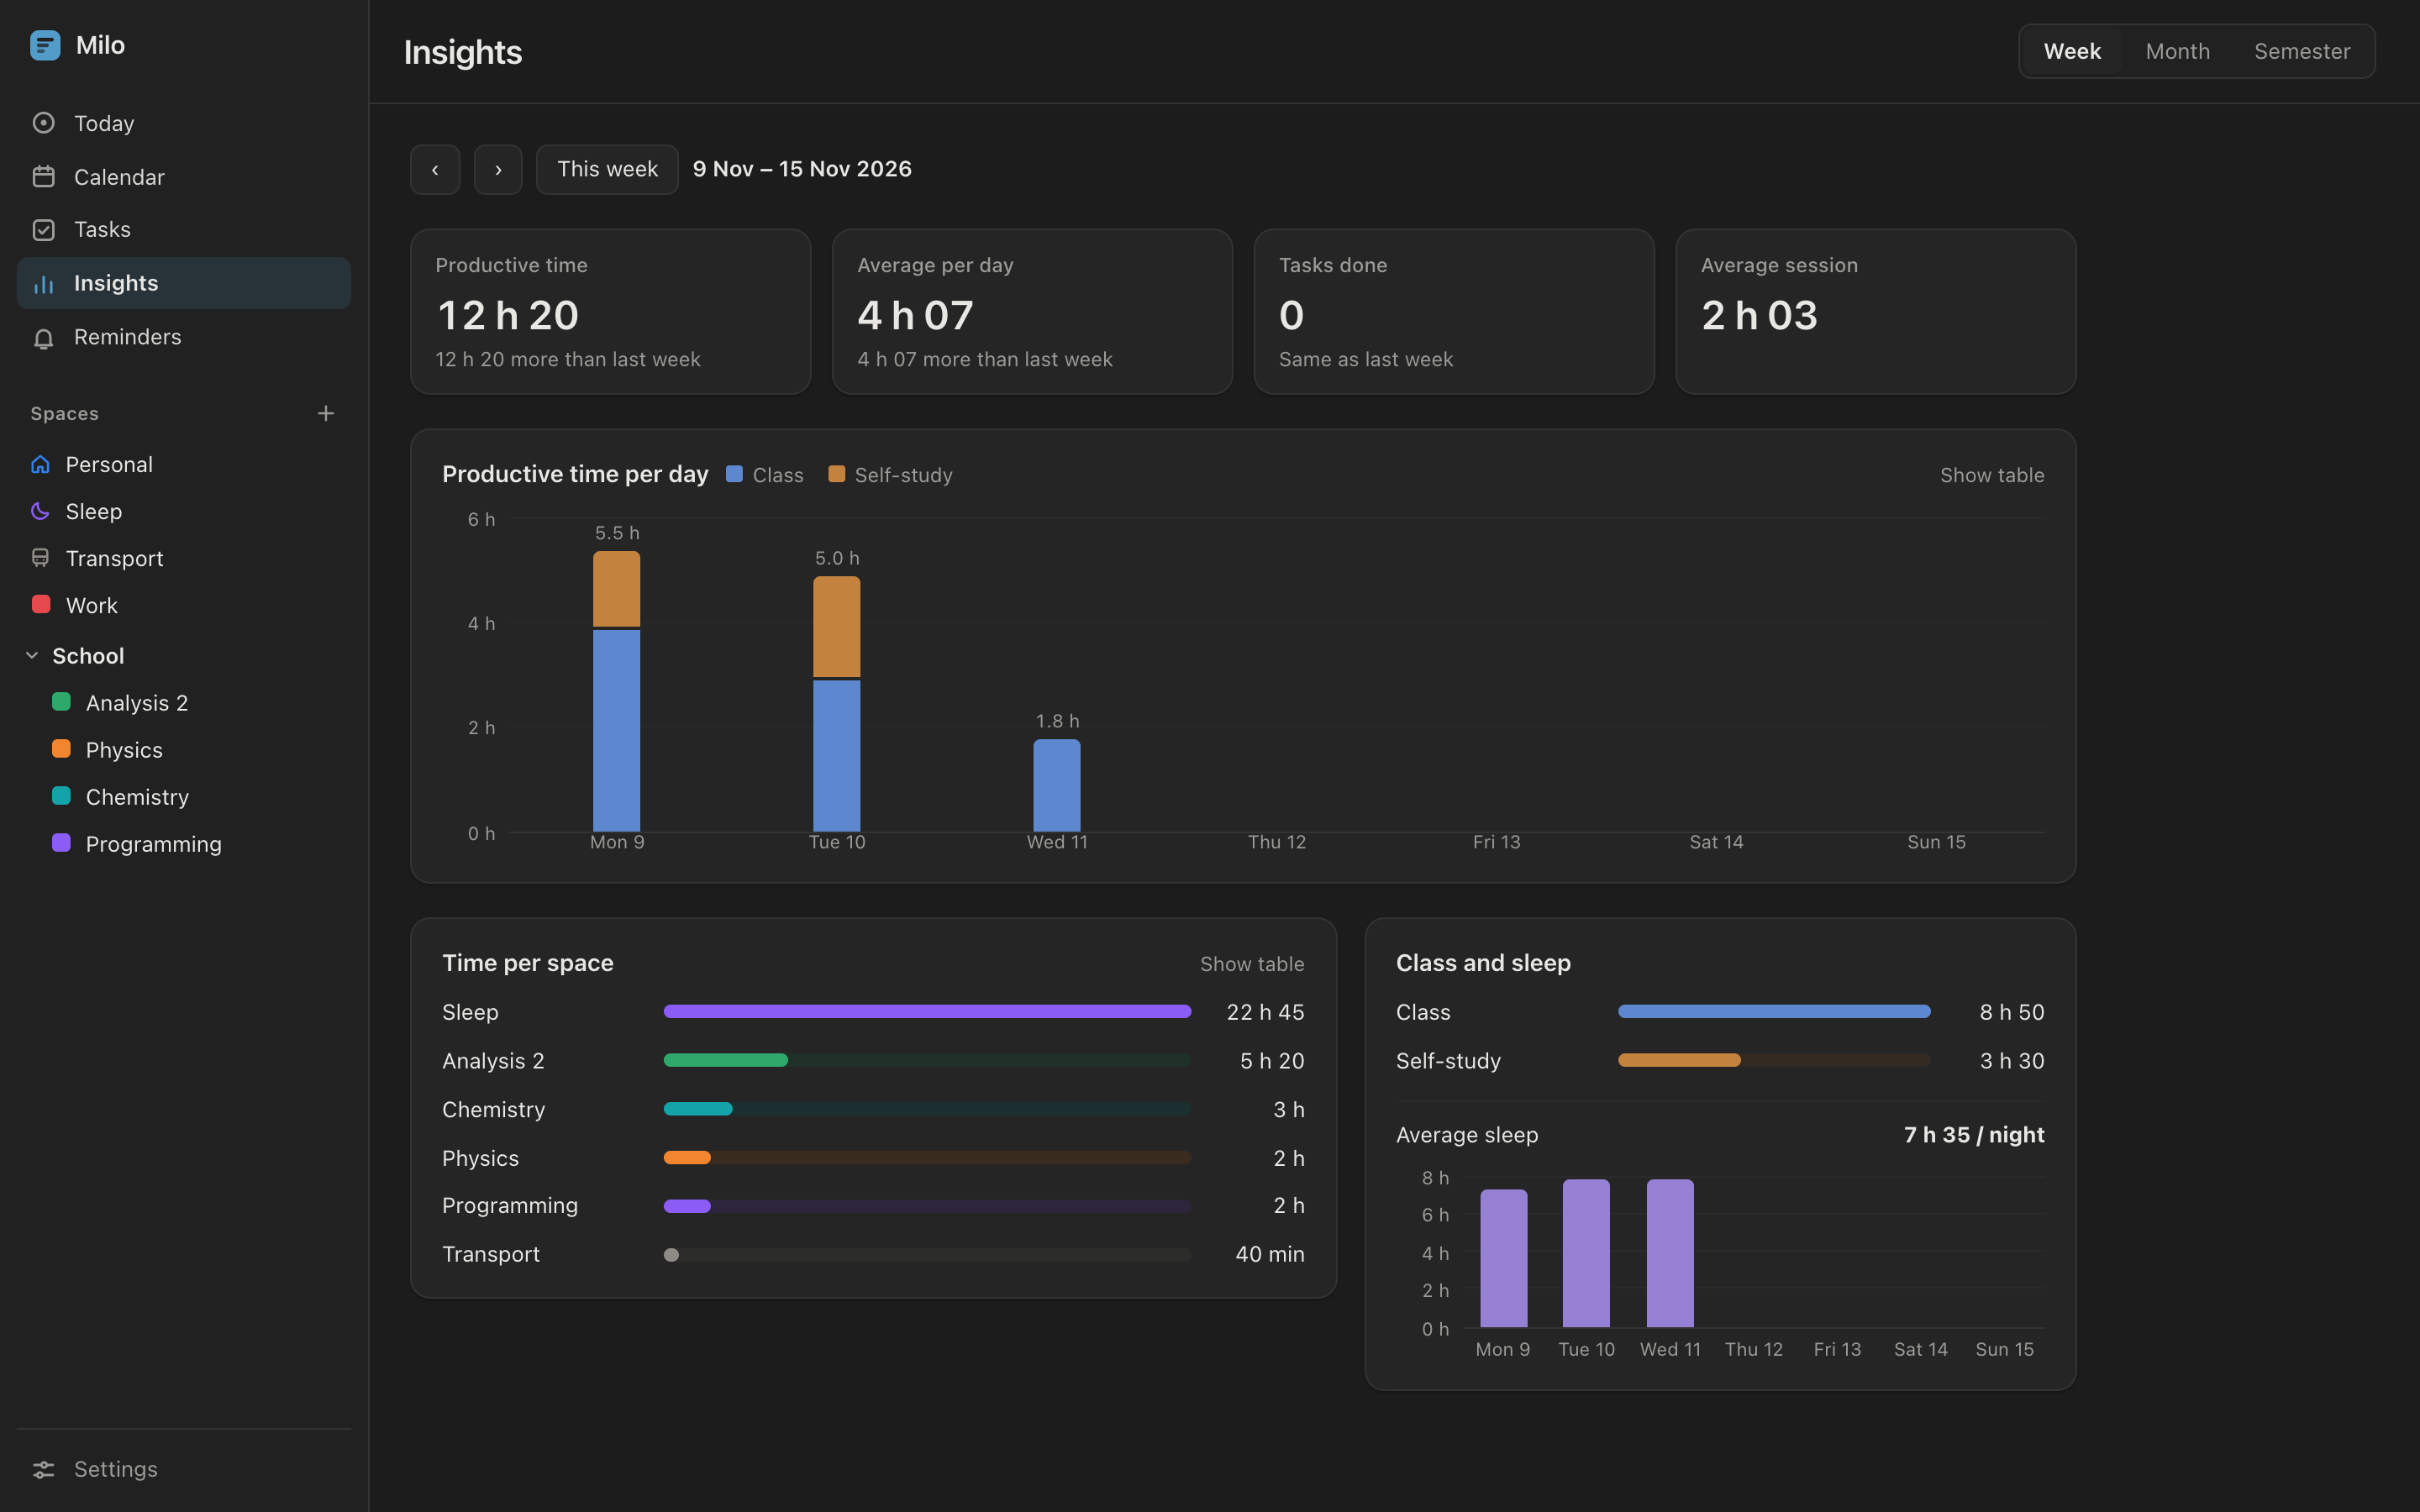 Milo
Today
Calendar
Tasks
Insights
Reminders
Spaces
Personal
Sleep
Transport
Work
School
Analysis 2
Physics
Chemistry
Programming
Settings
Insights
Week Month Semester
‹ › This week 9 Nov – 15 Nov 2026
Productive time
12 h 20
12 h 20 more than last week
Average per day
4 h 07
4 h 07 more than last week
Tasks done
0
Same as last week
Average session
2 h 03
Productive time per day Class Self-study Show table
6 h
4 h
2 h
0 h
5.5 h
5.0 h
1.8 h
Mon 9 Tue 10 Wed 11 Thu 12 Fri 13 Sat 14 Sun 15
Time per space Show table
Sleep 22 h 45
Analysis 2 5 h 20
Chemistry 3 h
Physics 2 h
Programming 2 h
Transport 40 min
Class and sleep
Class 8 h 50
Self-study 3 h 30
Average sleep 7 h 35 / night
8 h
6 h
4 h
2 h
0 h
Mon 9 Tue 10 Wed 11 Thu 12 Fri 13 Sat 14 Sun 15